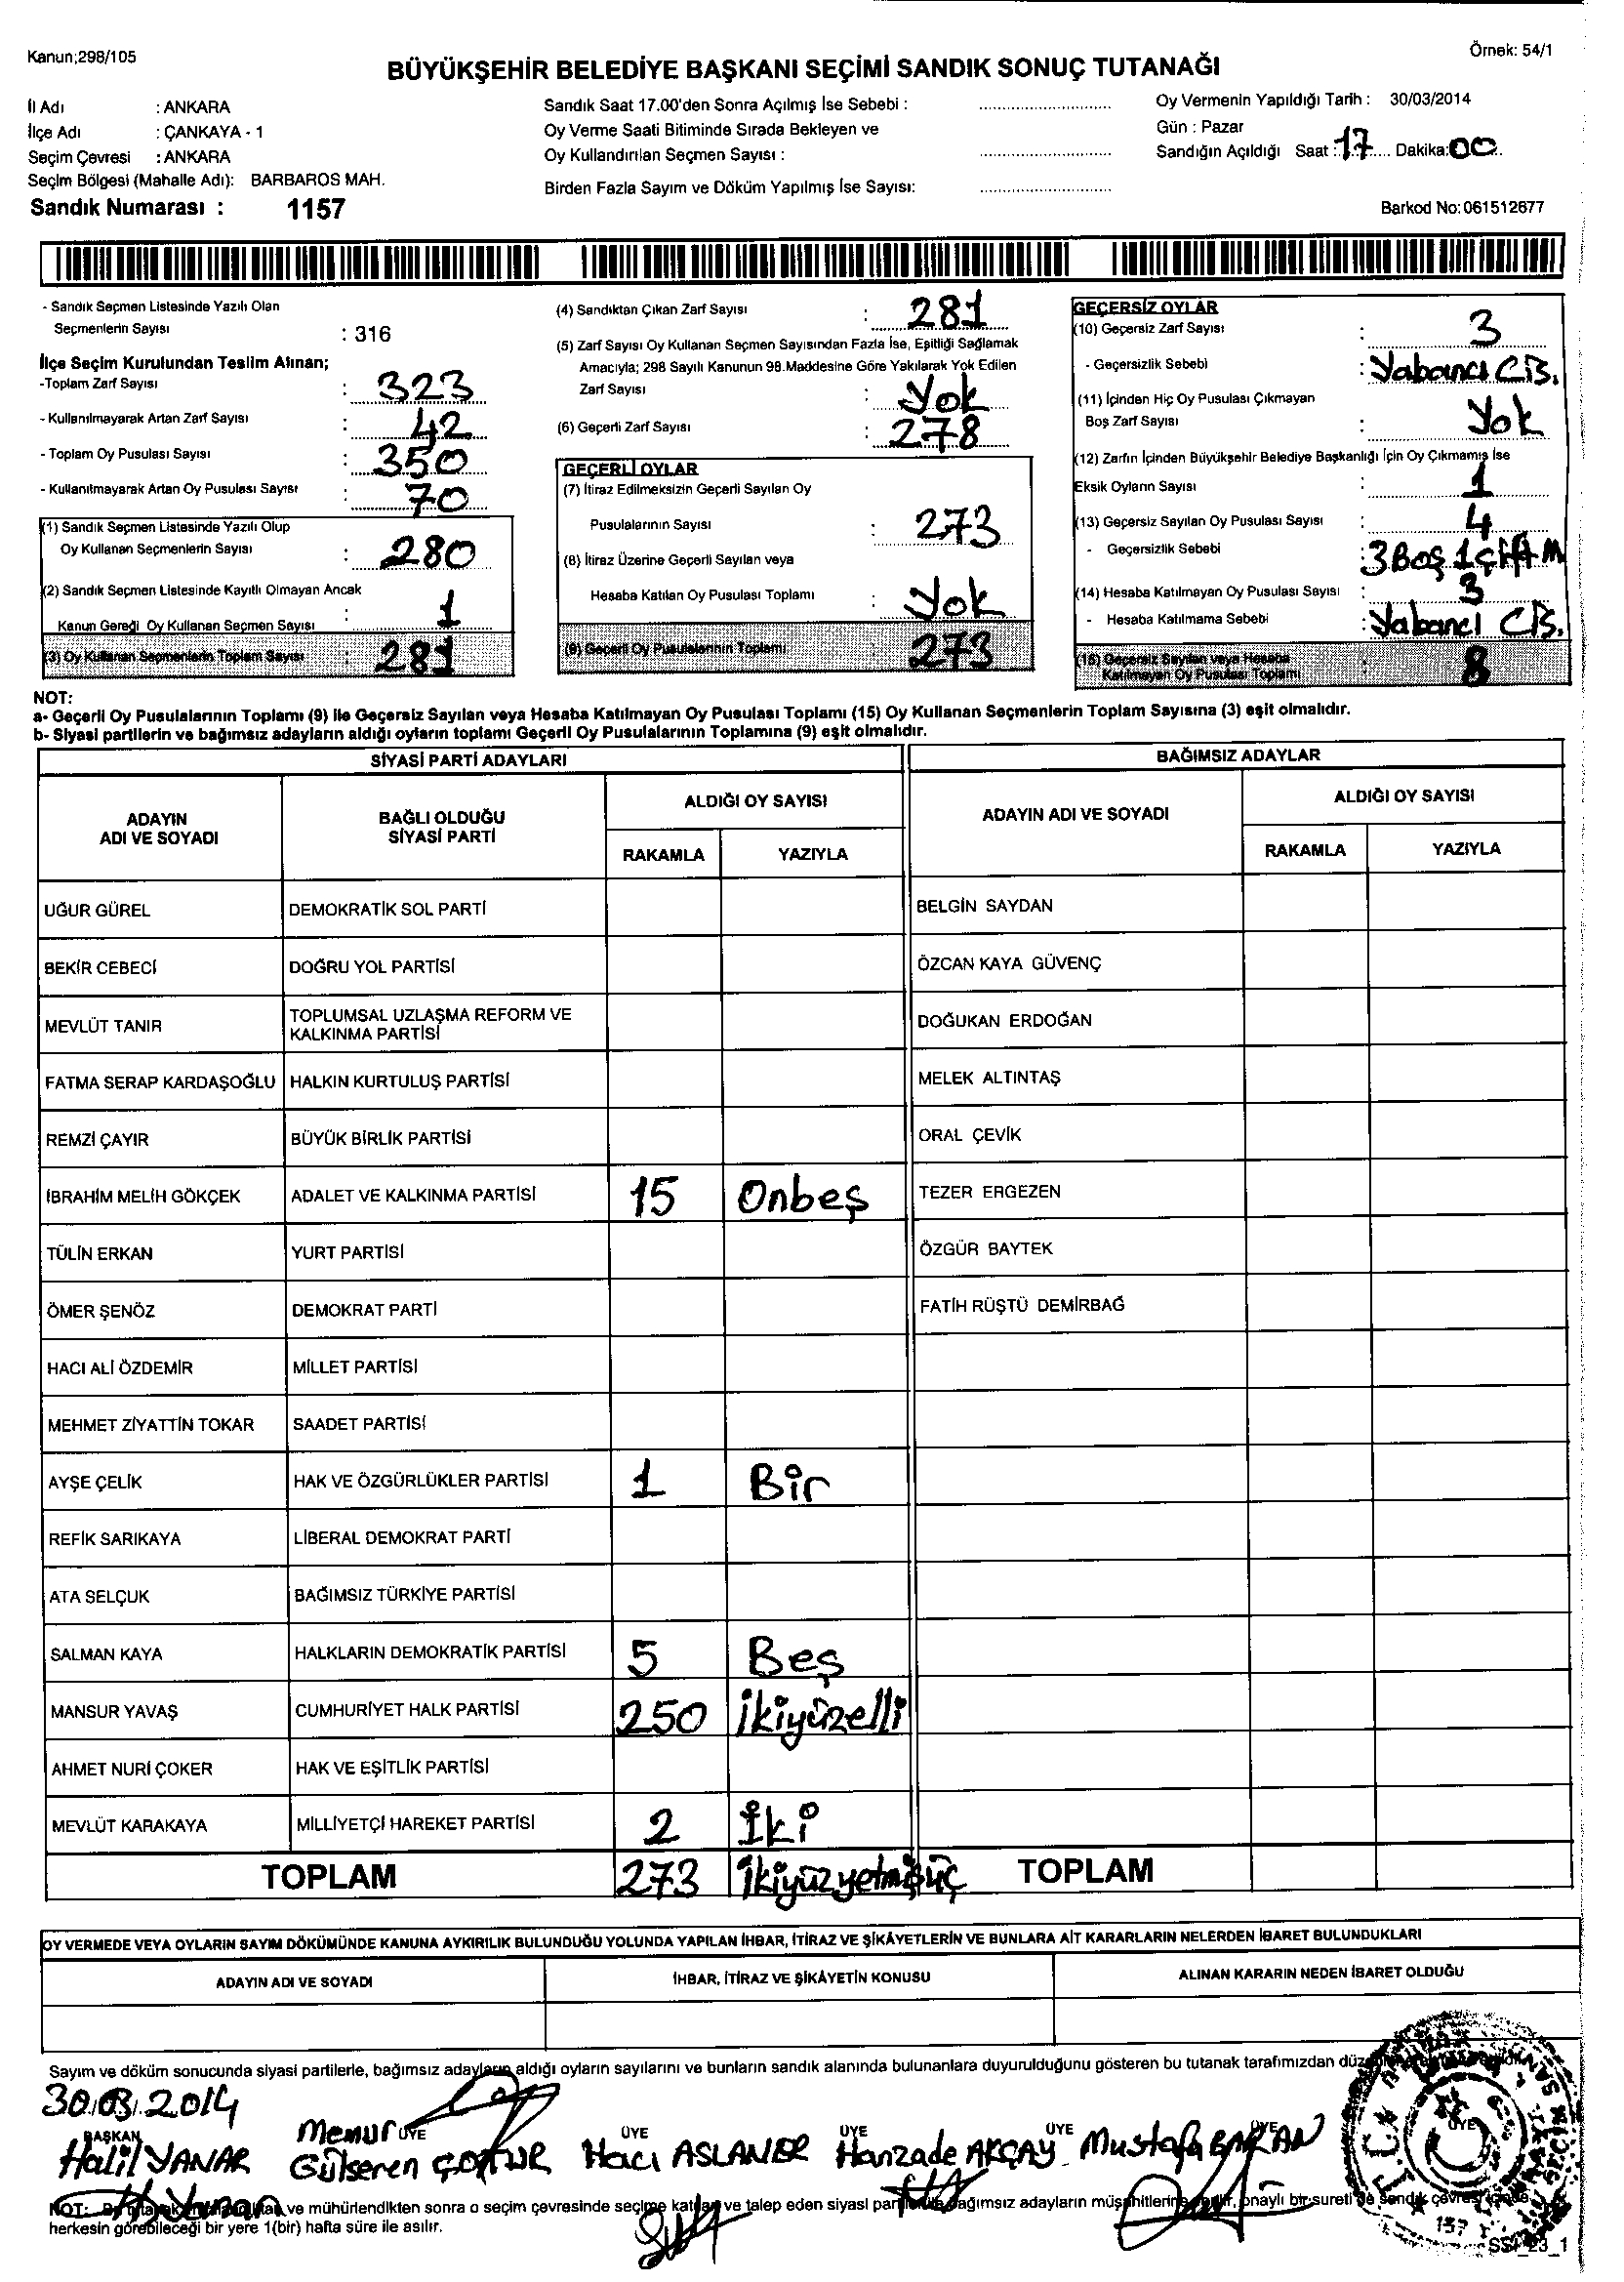 Kanun;298/105
Örnek: 54/1
BÜYÜKŞEHİR BELEDİYE BAŞKANI SEÇİMİ SANDIK SONUÇ TUTANAĞI
İl Adı : ANKARA
İlçe Adı : ÇANKAYA - 1
Seçim Çevresi : ANKARA
Seçim Bölgesi (Mahalle Adı): BARBAROS MAH.
Sandık Numarası : 1157
Sandık Saat 17.00'den Sonra Açılmış İse Sebebi :
Oy Verme Saati Bitiminde Sırada Bekleyen ve
Oy Kullandırılan Seçmen Sayısı :
Birden Fazla Sayım ve Döküm Yapılmış İse Sayısı:
Oy Vermenin Yapıldığı Tarih : 30/03/2014
Gün : Pazar
Sandığın Açıldığı Saat : 17 Dakika: 00
Barkod No: 061512677
- Sandık Seçmen Listesinde Yazılı Olan
Seçmenlerin Sayısı : 316
İlçe Seçim Kurulundan Teslim Alınan;
-Toplam Zarf Sayısı : 323
- Kullanılmayarak Artan Zarf Sayısı : 42
- Toplam Oy Pusulası Sayısı : 350
- Kullanılmayarak Artan Oy Pusulası Sayısı : 70
(1) Sandık Seçmen Listesinde Yazılı Olup
Oy Kullanan Seçmenlerin Sayısı : 280
(2) Sandık Seçmen Listesinde Kayıtlı Olmayan Ancak
Kanun Gereği Oy Kullanan Seçmen Sayısı : 1
(3) Oy Kullanan Seçmenlerin Toplam Sayısı : 281
(4) Sandıktan Çıkan Zarf Sayısı : 281
(5) Zarf Sayısı Oy Kullanan Seçmen Sayısından Fazla İse, Eşitliği Sağlamak
Amacıyla; 298 Sayılı Kanunun 98.Maddesine Göre Yakılarak Yok Edilen
Zarf Sayısı : Yok
(6) Geçerli Zarf Sayısı : 278
GEÇERLİ OYLAR
(7) İtiraz Edilmeksizin Geçerli Sayılan Oy
Pusulalarının Sayısı : 273
(8) İtiraz Üzerine Geçerli Sayılan veya
Hesaba Katılan Oy Pusulası Toplamı : Yok
(9) Geçerli Oy Pusulalarının Toplamı : 273
GEÇERSİZ OYLAR
(10) Geçersiz Zarf Sayısı : 3
- Geçersizlik Sebebi : Yabancı CİS.
(11) İçinden Hiç Oy Pusulası Çıkmayan
Boş Zarf Sayısı : Yok
(12) Zarfın İçinden Büyükşehir Belediye Başkanlığı İçin Oy Çıkmamış İse
Eksik Oyların Sayısı : 1
(13) Geçersiz Sayılan Oy Pusulası Sayısı : 4
- Geçersizlik Sebebi : 3 Boş 1 Çift M
(14) Hesaba Katılmayan Oy Pusulası Sayısı : 3
- Hesaba Katılmama Sebebi : Yabancı CİS.
(15) Geçersiz Sayılan veya Hesaba
Katılmayan Oy Pusulası Toplamı : 8
NOT:
a- Geçerli Oy Pusulalarının Toplamı (9) ile Geçersiz Sayılan veya Hesaba Katılmayan Oy Pusulası Toplamı (15) Oy Kullanan Seçmenlerin Toplam Sayısına (3) eşit olmalıdır.
b- Siyasi partilerin ve bağımsız adayların aldığı oyların toplamı Geçerli Oy Pusulalarının Toplamına (9) eşit olmalıdır.
SİYASİ PARTİ ADAYLARI BAĞIMSIZ ADAYLAR
ADAYIN ADI VE SOYADI BAĞLI OLDUĞU SİYASİ PARTİ ALDIĞI OY SAYISI ADAYIN ADI VE SOYADI ALDIĞI OY SAYISI
RAKAMLA YAZIYLA RAKAMLA YAZIYLA
UĞUR GÜREL DEMOKRATİK SOL PARTİ BELGİN SAYDAN
BEKİR CEBECİ DOĞRU YOL PARTİSİ ÖZCAN KAYA GÜVENÇ
MEVLÜT TANIR TOPLUMSAL UZLAŞMA REFORM VE KALKINMA PARTİSİ DOĞUKAN ERDOĞAN
FATMA SERAP KARDAŞOĞLU HALKIN KURTULUŞ PARTİSİ MELEK ALTINTAŞ
REMZİ ÇAYIR BÜYÜK BİRLİK PARTİSİ ORAL ÇEVİK
İBRAHİM MELİH GÖKÇEK ADALET VE KALKINMA PARTİSİ 15 Onbeş TEZER ERGEZEN
TÜLİN ERKAN YURT PARTİSİ ÖZGÜR BAYTEK
ÖMER ŞENÖZ DEMOKRAT PARTİ FATİH RÜŞTÜ DEMİRBAĞ
HACI ALİ ÖZDEMİR MİLLET PARTİSİ
MEHMET ZİYATTİN TOKAR SAADET PARTİSİ
AYŞE ÇELİK HAK VE ÖZGÜRLÜKLER PARTİSİ 1 Bir
REFİK SARIKAYA LİBERAL DEMOKRAT PARTİ
ATA SELÇUK BAĞIMSIZ TÜRKİYE PARTİSİ
SALMAN KAYA HALKLARIN DEMOKRATİK PARTİSİ 5 Beş
MANSUR YAVAŞ CUMHURİYET HALK PARTİSİ 250 İkiyüzelli
AHMET NURİ ÇOKER HAK VE EŞİTLİK PARTİSİ
MEVLÜT KARAKAYA MİLLİYETÇİ HAREKET PARTİSİ 2 İki
TOPLAM 273 İkiyüzyetmişüç TOPLAM
OY VERMEDE VEYA OYLARIN SAYIM DÖKÜMÜNDE KANUNA AYKIRILIK BULUNDUĞU YOLUNDA YAPILAN İHBAR, İTİRAZ VE ŞİKÂYETLERİN VE BUNLARA AİT KARARLARIN NELERDEN İBARET BULUNDUKLARI
ADAYIN ADI VE SOYADI İHBAR, İTİRAZ VE ŞİKÂYETİN KONUSU ALINAN KARARIN NEDEN İBARET OLDUĞU
Sayım ve döküm sonucunda siyasi partilerle, bağımsız adayların aldığı oyların sayılarını ve bunların sandık alanında bulunanlara duyurulduğunu gösteren bu tutanak tarafımızdan
30.03.2014
BAŞKAN Memur ÜYE ÜYE ÜYE ÜYE ÜYE ÜYE
Halil YANAR Gülseren Hacı ASLANER Hanzade AKÇAY Mustafa
NOT: ve mühürlendikten sonra o seçim çevresinde seçime katılan ve talep eden siyasi bağımsız adayların müşahitlerine onaylı bir sureti de sandık çevresi
herkesin görebileceği bir yere 1(bir) hafta süre ile asılır.
SSI_23_1